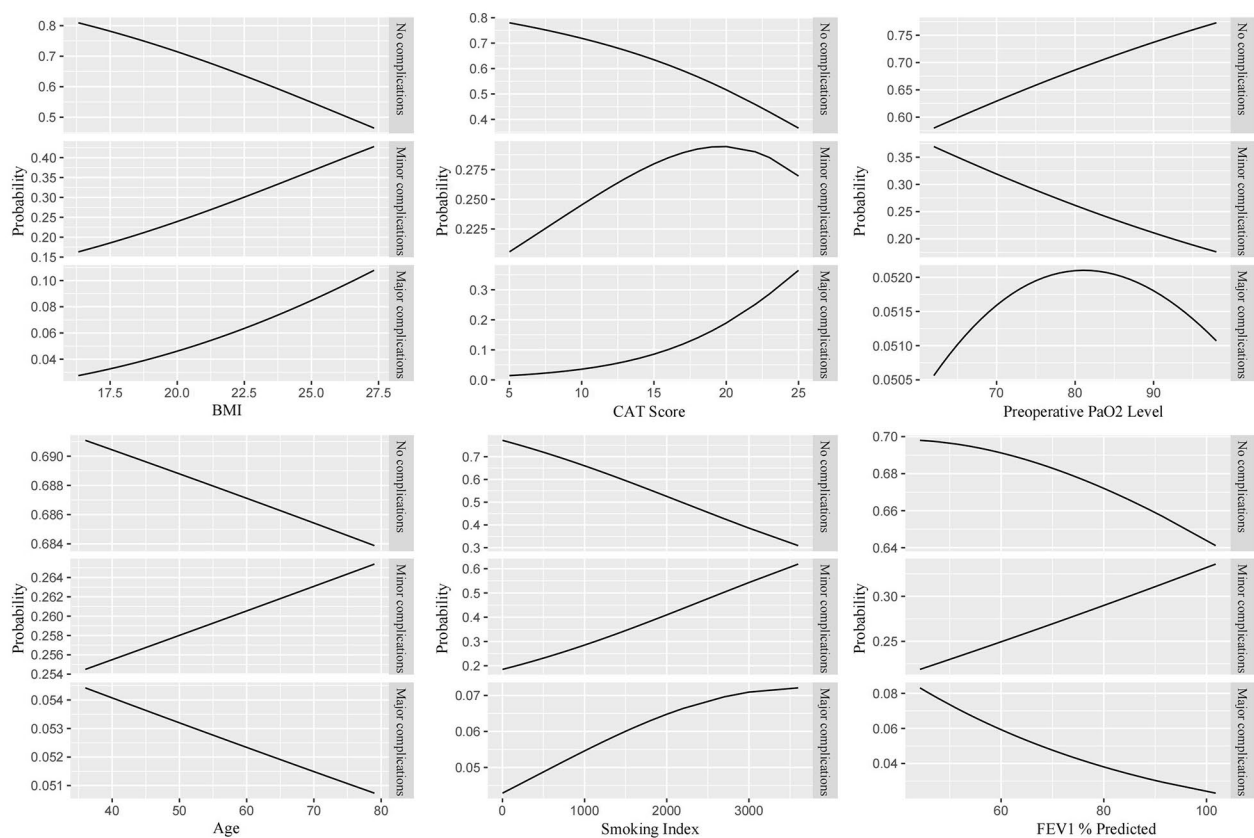 0.8
0.7
0.6
0.5
No complications
0.40
0.35
0.30
0.25
0.20
0.15
Minor complications
0.10
0.08
0.06
0.04
Major complications
Probability
17.5 20.0 22.5 25.0 27.5
BMI
0.8
0.7
0.6
0.5
0.4
No complications
0.275
0.250
0.225
Minor complications
0.3
0.2
0.1
0.0
Major complications
Probability
5 10 15 20 25
CAT Score
0.75
0.70
0.65
0.60
No complications
0.35
0.30
0.25
0.20
Minor complications
0.0520
0.0515
0.0510
0.0505
Major complications
Probability
70 80 90
Preoperative PaO2 Level
0.690
0.688
0.686
0.684
No complications
0.264
0.262
0.260
0.258
0.256
0.254
Minor complications
0.054
0.053
0.052
0.051
Major complications
Probability
40 50 60 70 80
Age
0.7
0.6
0.5
0.4
0.3
No complications
0.6
0.5
0.4
0.3
0.2
Minor complications
0.07
0.06
0.05
Major complications
Probability
0 1000 2000 3000
Smoking Index
0.70
0.68
0.66
0.64
No complications
0.30
0.25
Minor complications
0.08
0.06
0.04
Major complications
Probability
60 80 100
FEV1 % Predicted